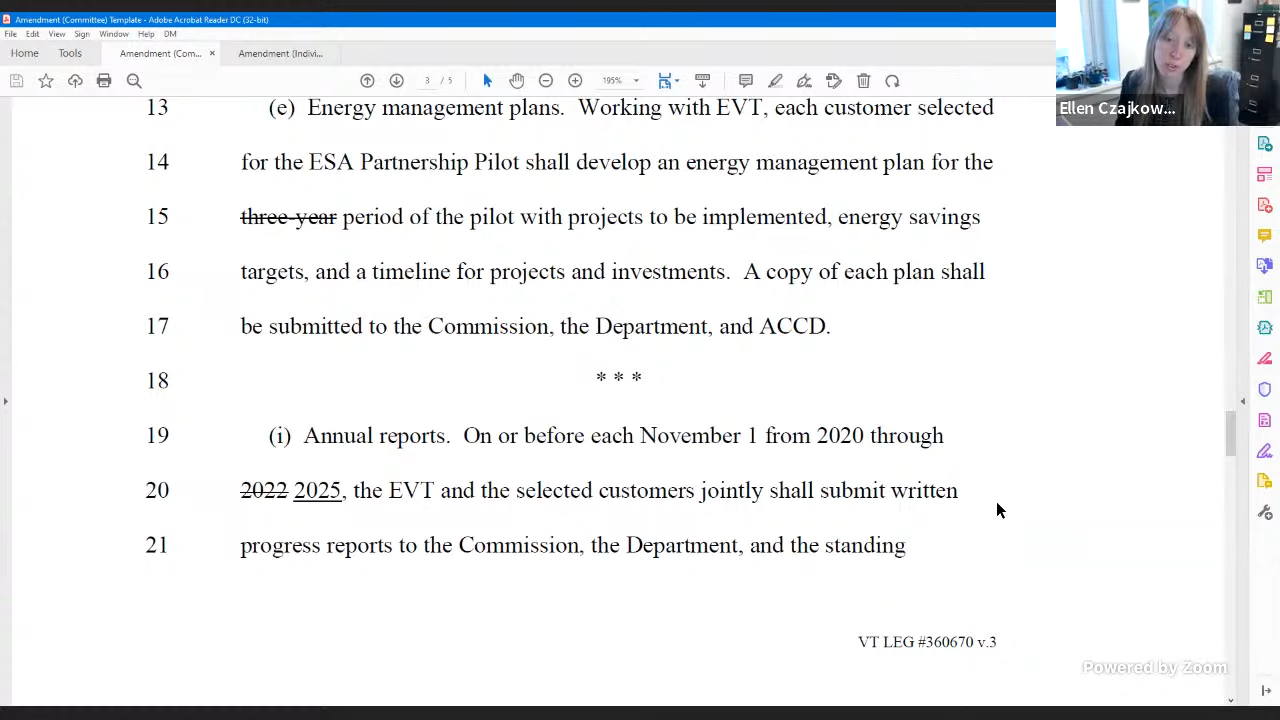 Amendment (Committee) Template - Adobe Acrobat Reader DC (32-bit)
File Edit View Sign Window Help DM
Home Tools Amendment (Com... × Amendment (Indivi...
3 / 5 195%
Ellen Czajkow...
13 (e) Energy management plans. Working with EVT, each customer selected
14 for the ESA Partnership Pilot shall develop an energy management plan for the
15 three-year period of the pilot with projects to be implemented, energy savings
16 targets, and a timeline for projects and investments. A copy of each plan shall
17 be submitted to the Commission, the Department, and ACCD.
18 * * *
19 (i) Annual reports. On or before each November 1 from 2020 through
20 2022 2025, the EVT and the selected customers jointly shall submit written
21 progress reports to the Commission, the Department, and the standing
VT LEG #360670 v.3
Powered by Zoom